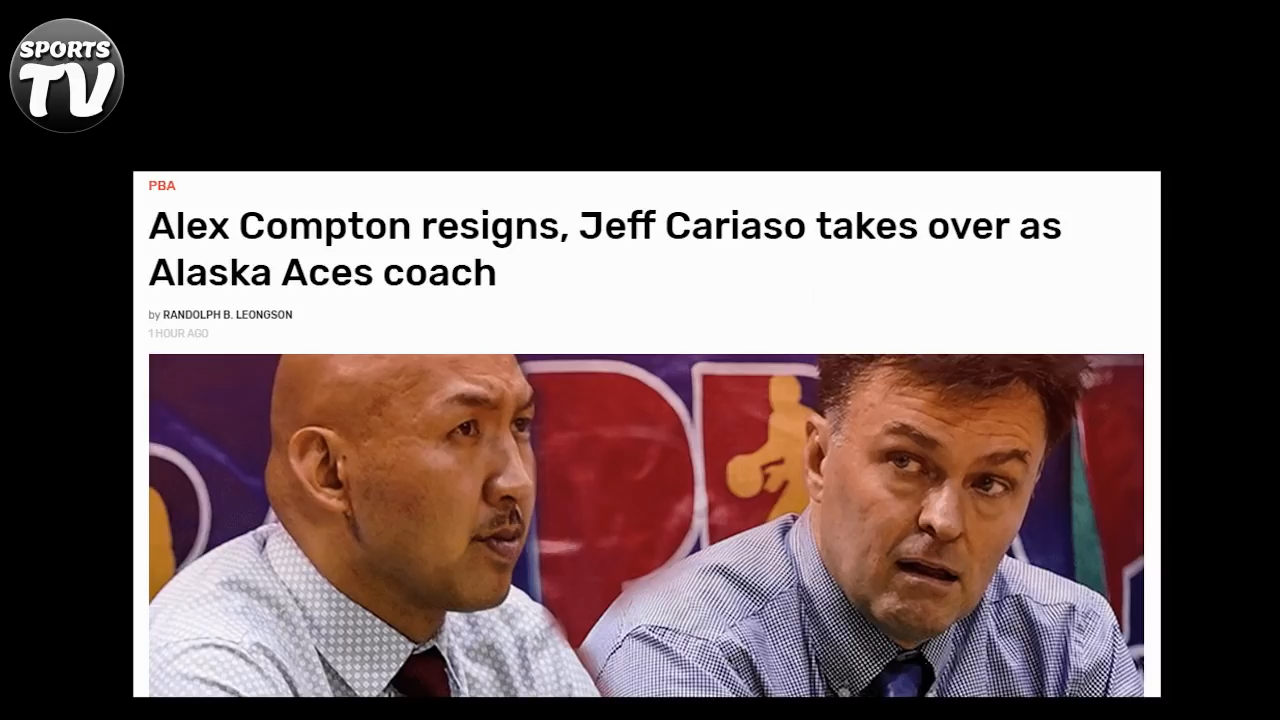 SPORTS
TV
PBA
Alex Compton resigns, Jeff Cariaso takes over as
Alaska Aces coach
by RANDOLPH B. LEONGSON
1 HOUR AGO